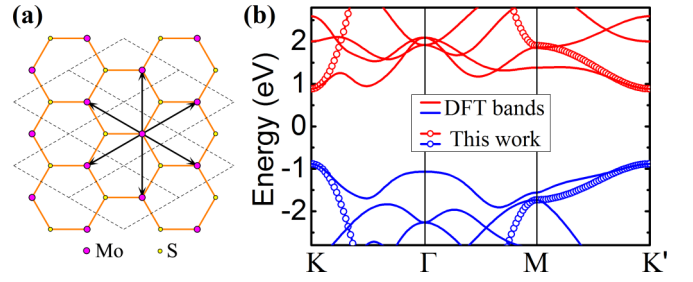 (a)
Mo
S
(b)
Energy (eV)
2
1
0
-1
-2
DFT bands
This work
K
Γ
M
K'